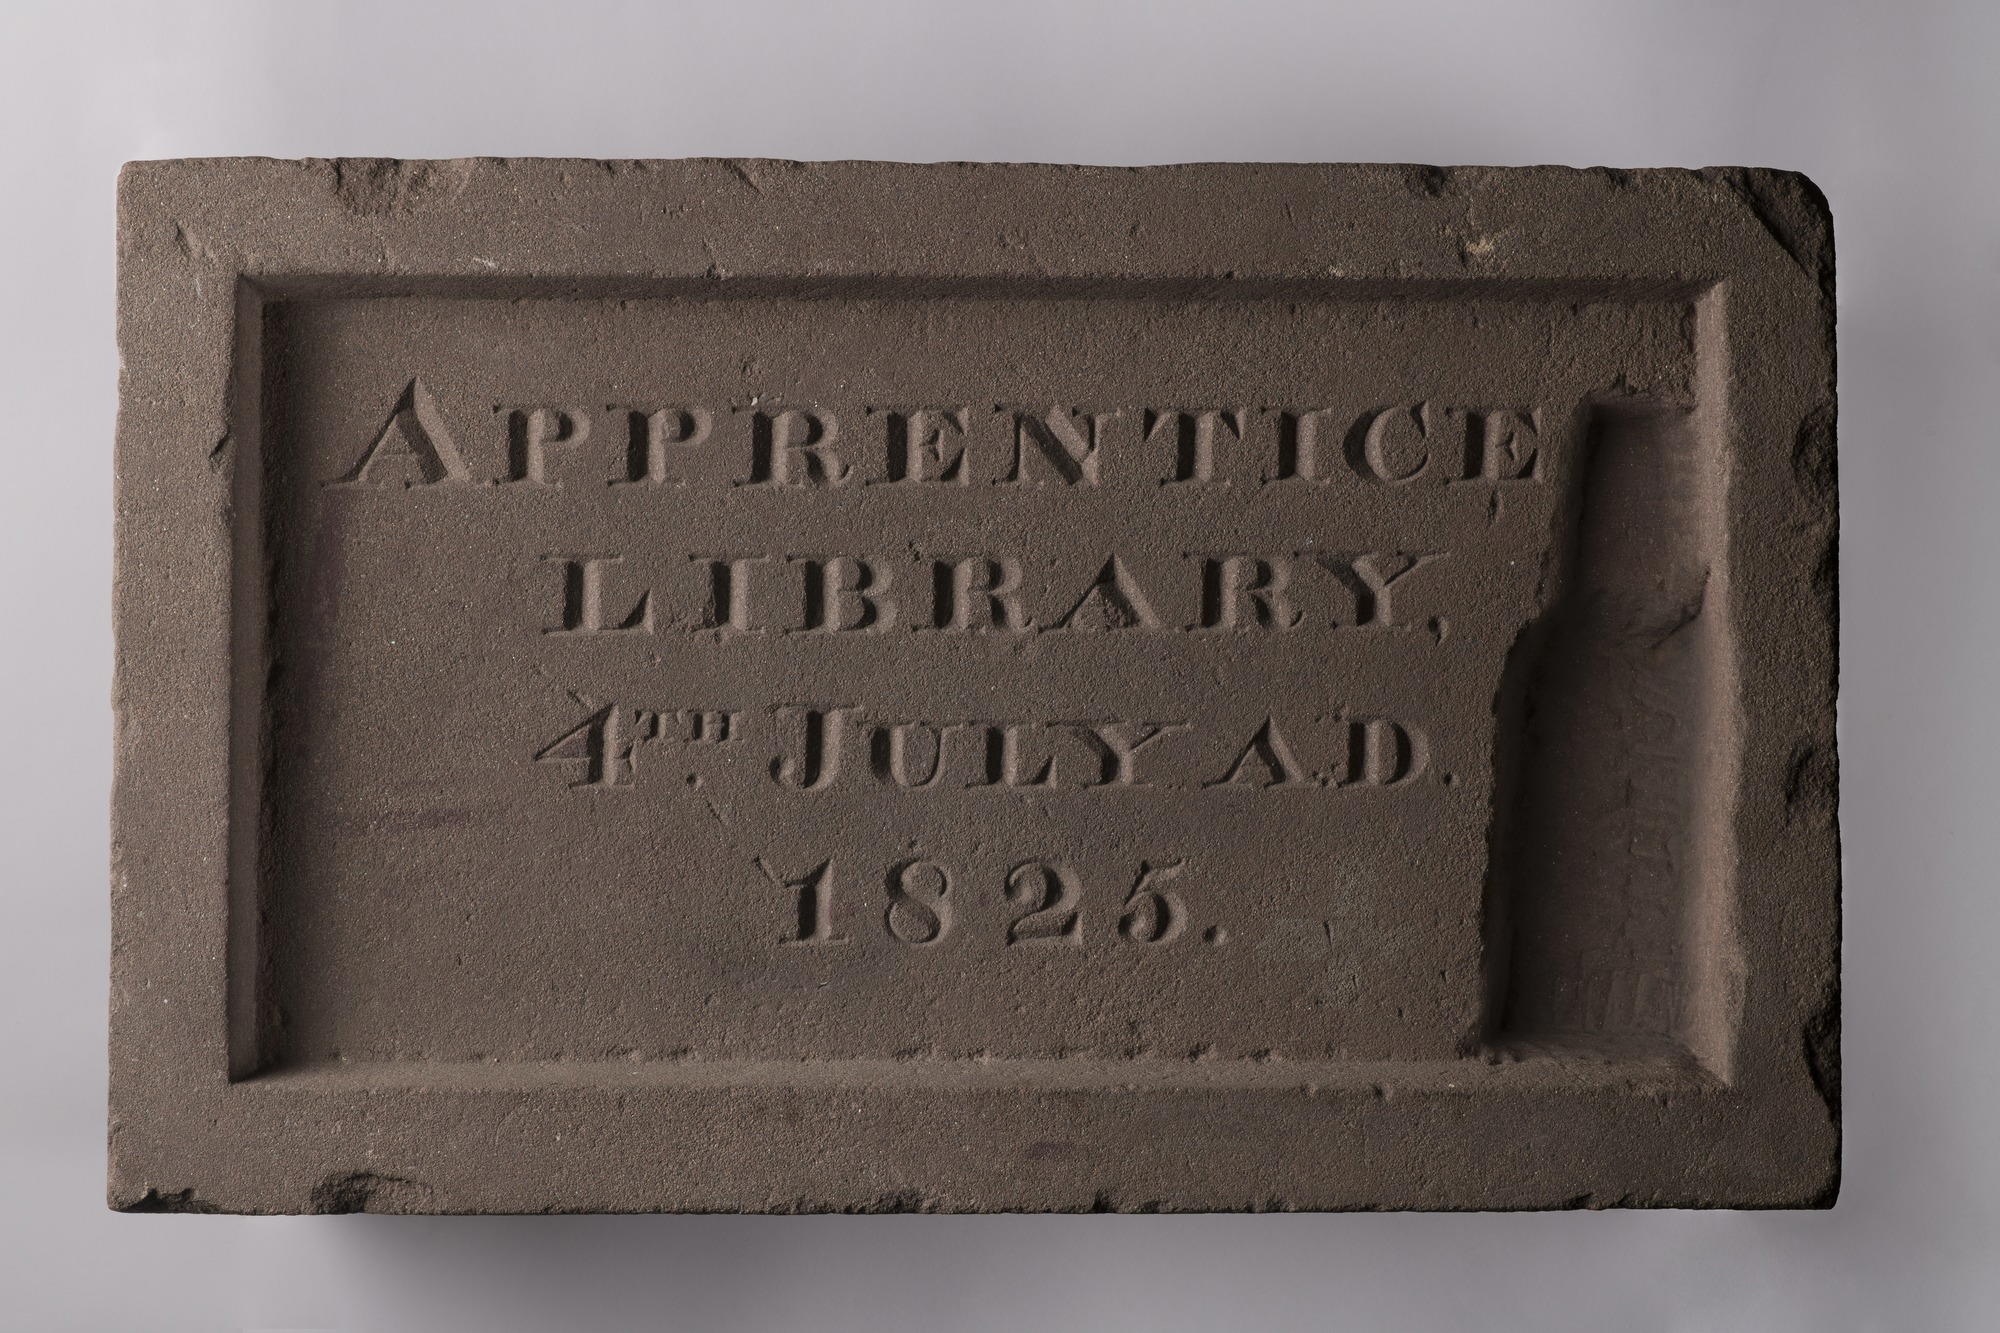 APPRENTICE
LIBRARY,
4TH. JULY A.D.
1825.